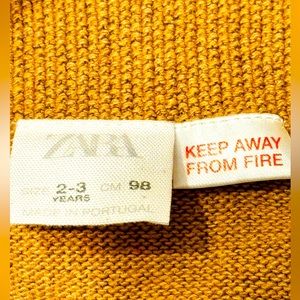 ZARA
SIZE 2-3 CM 98
YEARS
MADE IN PORTUGAL
KEEP AWAY
FROM FIRE